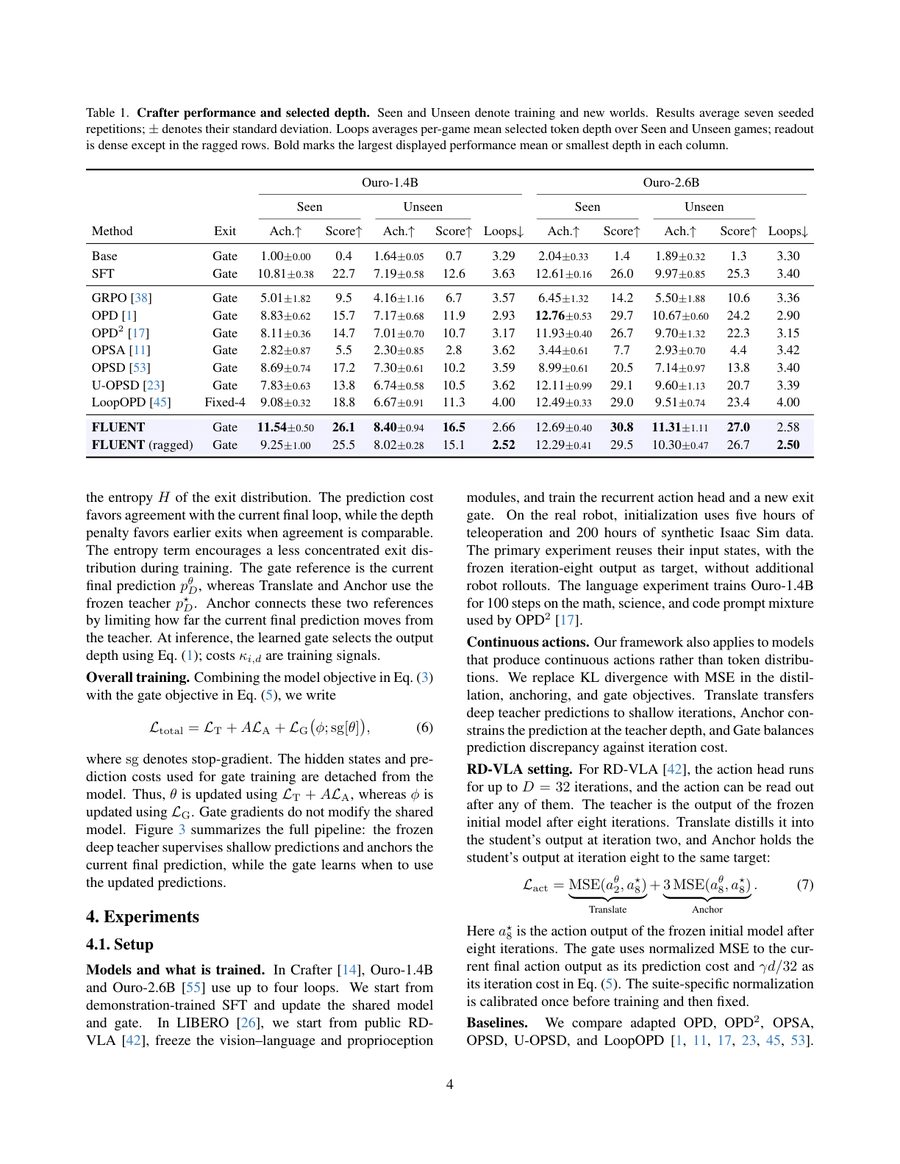 Table 1. Crafter performance and selected depth. Seen and Unseen denote training and new worlds. Results average seven seeded
repetitions; ± denotes their standard deviation. Loops averages per-game mean selected token depth over Seen and Unseen games; readout
is dense except in the ragged rows. Bold marks the largest displayed performance mean or smallest depth in each column.
Ouro-1.4B Ouro-2.6B
Seen Unseen Seen Unseen
Method Exit Ach.↑ Score↑ Ach.↑ Score↑ Loops↓ Ach.↑ Score↑ Ach.↑ Score↑ Loops↓
Base Gate 1.00±0.00 0.4 1.64±0.05 0.7 3.29 2.04±0.33 1.4 1.89±0.32 1.3 3.30
SFT Gate 10.81±0.38 22.7 7.19±0.58 12.6 3.63 12.61±0.16 26.0 9.97±0.85 25.3 3.40
GRPO [38] Gate 5.01±1.82 9.5 4.16±1.16 6.7 3.57 6.45±1.32 14.2 5.50±1.88 10.6 3.36
OPD [1] Gate 8.83±0.62 15.7 7.17±0.68 11.9 2.93 12.76±0.53 29.7 10.67±0.60 24.2 2.90
OPD² [17] Gate 8.11±0.36 14.7 7.01±0.70 10.7 3.17 11.93±0.40 26.7 9.70±1.32 22.3 3.15
OPSA [11] Gate 2.82±0.87 5.5 2.30±0.85 2.8 3.62 3.44±0.61 7.7 2.93±0.70 4.4 3.42
OPSD [53] Gate 8.69±0.74 17.2 7.30±0.61 10.2 3.59 8.99±0.61 20.5 7.14±0.97 13.8 3.40
U-OPSD [23] Gate 7.83±0.63 13.8 6.74±0.58 10.5 3.62 12.11±0.99 29.1 9.60±1.13 20.7 3.39
LoopOPD [45] Fixed-4 9.08±0.32 18.8 6.67±0.91 11.3 4.00 12.49±0.33 29.0 9.51±0.74 23.4 4.00
FLUENT Gate 11.54±0.50 26.1 8.40±0.94 16.5 2.66 12.69±0.40 30.8 11.31±1.11 27.0 2.58
FLUENT (ragged) Gate 9.25±1.00 25.5 8.02±0.28 15.1 2.52 12.29±0.41 29.5 10.30±0.47 26.7 2.50
the entropy H of the exit distribution. The prediction cost
favors agreement with the current final loop, while the depth
penalty favors earlier exits when agreement is comparable.
The entropy term encourages a less concentrated exit dis-
tribution during training. The gate reference is the current
final prediction p_D^θ, whereas Translate and Anchor use the
frozen teacher p_D^⋆. Anchor connects these two references
by limiting how far the current final prediction moves from
the teacher. At inference, the learned gate selects the output
depth using Eq. (1); costs κ_{i,d} are training signals.
Overall training. Combining the model objective in Eq. (3)
with the gate objective in Eq. (5), we write
ℒ_total = ℒ_T + Aℒ_A + ℒ_G(φ; sg[θ]), (6)
where sg denotes stop-gradient. The hidden states and pre-
diction costs used for gate training are detached from the
model. Thus, θ is updated using ℒ_T + Aℒ_A, whereas φ is
updated using ℒ_G. Gate gradients do not modify the shared
model. Figure 3 summarizes the full pipeline: the frozen
deep teacher supervises shallow predictions and anchors the
current final prediction, while the gate learns when to use
the updated predictions.
4. Experiments
4.1. Setup
Models and what is trained. In Crafter [14], Ouro-1.4B
and Ouro-2.6B [55] use up to four loops. We start from
demonstration-trained SFT and update the shared model
and gate. In LIBERO [26], we start from public RD-
VLA [42], freeze the vision–language and proprioception
modules, and train the recurrent action head and a new exit
gate. On the real robot, initialization uses five hours of
teleoperation and 200 hours of synthetic Isaac Sim data.
The primary experiment reuses their input states, with the
frozen iteration-eight output as target, without additional
robot rollouts. The language experiment trains Ouro-1.4B
for 100 steps on the math, science, and code prompt mixture
used by OPD² [17].
Continuous actions. Our framework also applies to models
that produce continuous actions rather than token distribu-
tions. We replace KL divergence with MSE in the distil-
lation, anchoring, and gate objectives. Translate transfers
deep teacher predictions to shallow iterations, Anchor con-
strains the prediction at the teacher depth, and Gate balances
prediction discrepancy against iteration cost.
RD-VLA setting. For RD-VLA [42], the action head runs
for up to D = 32 iterations, and the action can be read out
after any of them. The teacher is the output of the frozen
initial model after eight iterations. Translate distills it into
the student's output at iteration two, and Anchor holds the
student's output at iteration eight to the same target:
ℒ_act = MSE(a_2^θ, a_8^⋆) + 3 MSE(a_8^θ, a_8^⋆) . (7)
Translate Anchor
Here a_8^⋆ is the action output of the frozen initial model after
eight iterations. The gate uses normalized MSE to the cur-
rent final action output as its prediction cost and γd/32 as
its iteration cost in Eq. (5). The suite-specific normalization
is calibrated once before training and then fixed.
Baselines. We compare adapted OPD, OPD², OPSA,
OPSD, U-OPSD, and LoopOPD [1, 11, 17, 23, 45, 53].
4